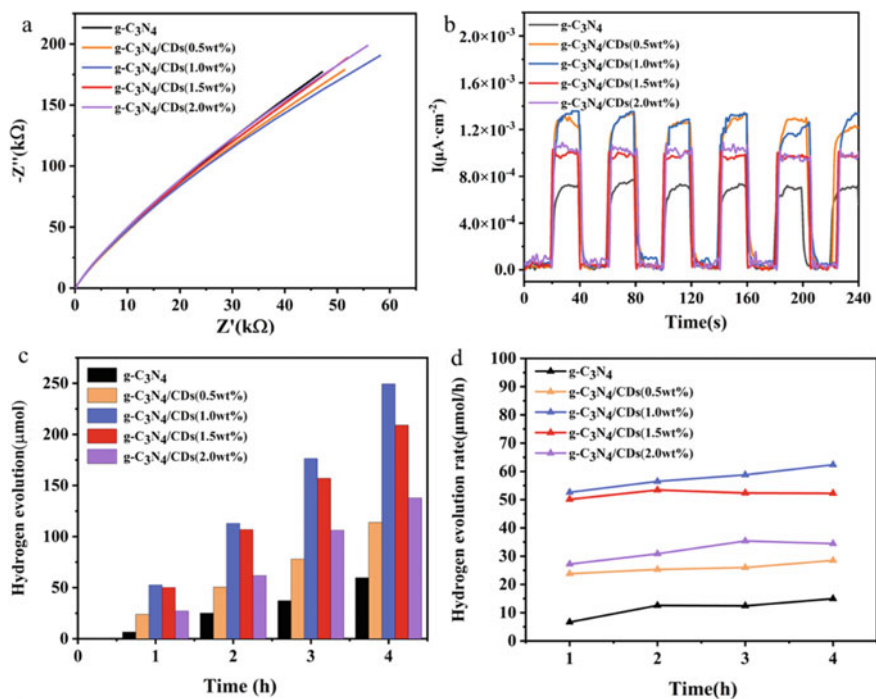 a
g-C3N4
g-C3N4/CDs(0.5wt%)
g-C3N4/CDs(1.0wt%)
g-C3N4/CDs(1.5wt%)
g-C3N4/CDs(2.0wt%)
-Z''(kΩ)
200
150
100
50
0
0 10 20 30 40 50 60
Z'(kΩ)
b
g-C3N4
g-C3N4/CDs(0.5wt%)
g-C3N4/CDs(1.0wt%)
g-C3N4/CDs(1.5wt%)
g-C3N4/CDs(2.0wt%)
I(μA·cm-2)
2.0×10-3
1.6×10-3
1.2×10-3
8.0×10-4
4.0×10-4
0.0
0 40 80 120 160 200 240
Time(s)
c
g-C3N4
g-C3N4/CDs(0.5wt%)
g-C3N4/CDs(1.0wt%)
g-C3N4/CDs(1.5wt%)
g-C3N4/CDs(2.0wt%)
Hydrogen evolution(μmol)
250
200
150
100
50
0
0 1 2 3 4
Time (h)
d
g-C3N4
g-C3N4/CDs(0.5wt%)
g-C3N4/CDs(1.0wt%)
g-C3N4/CDs(1.5wt%)
g-C3N4/CDs(2.0wt%)
Hydrogen evolution rate(μmol/h)
100
90
80
70
60
50
40
30
20
10
0
1 2 3 4
Time(h)